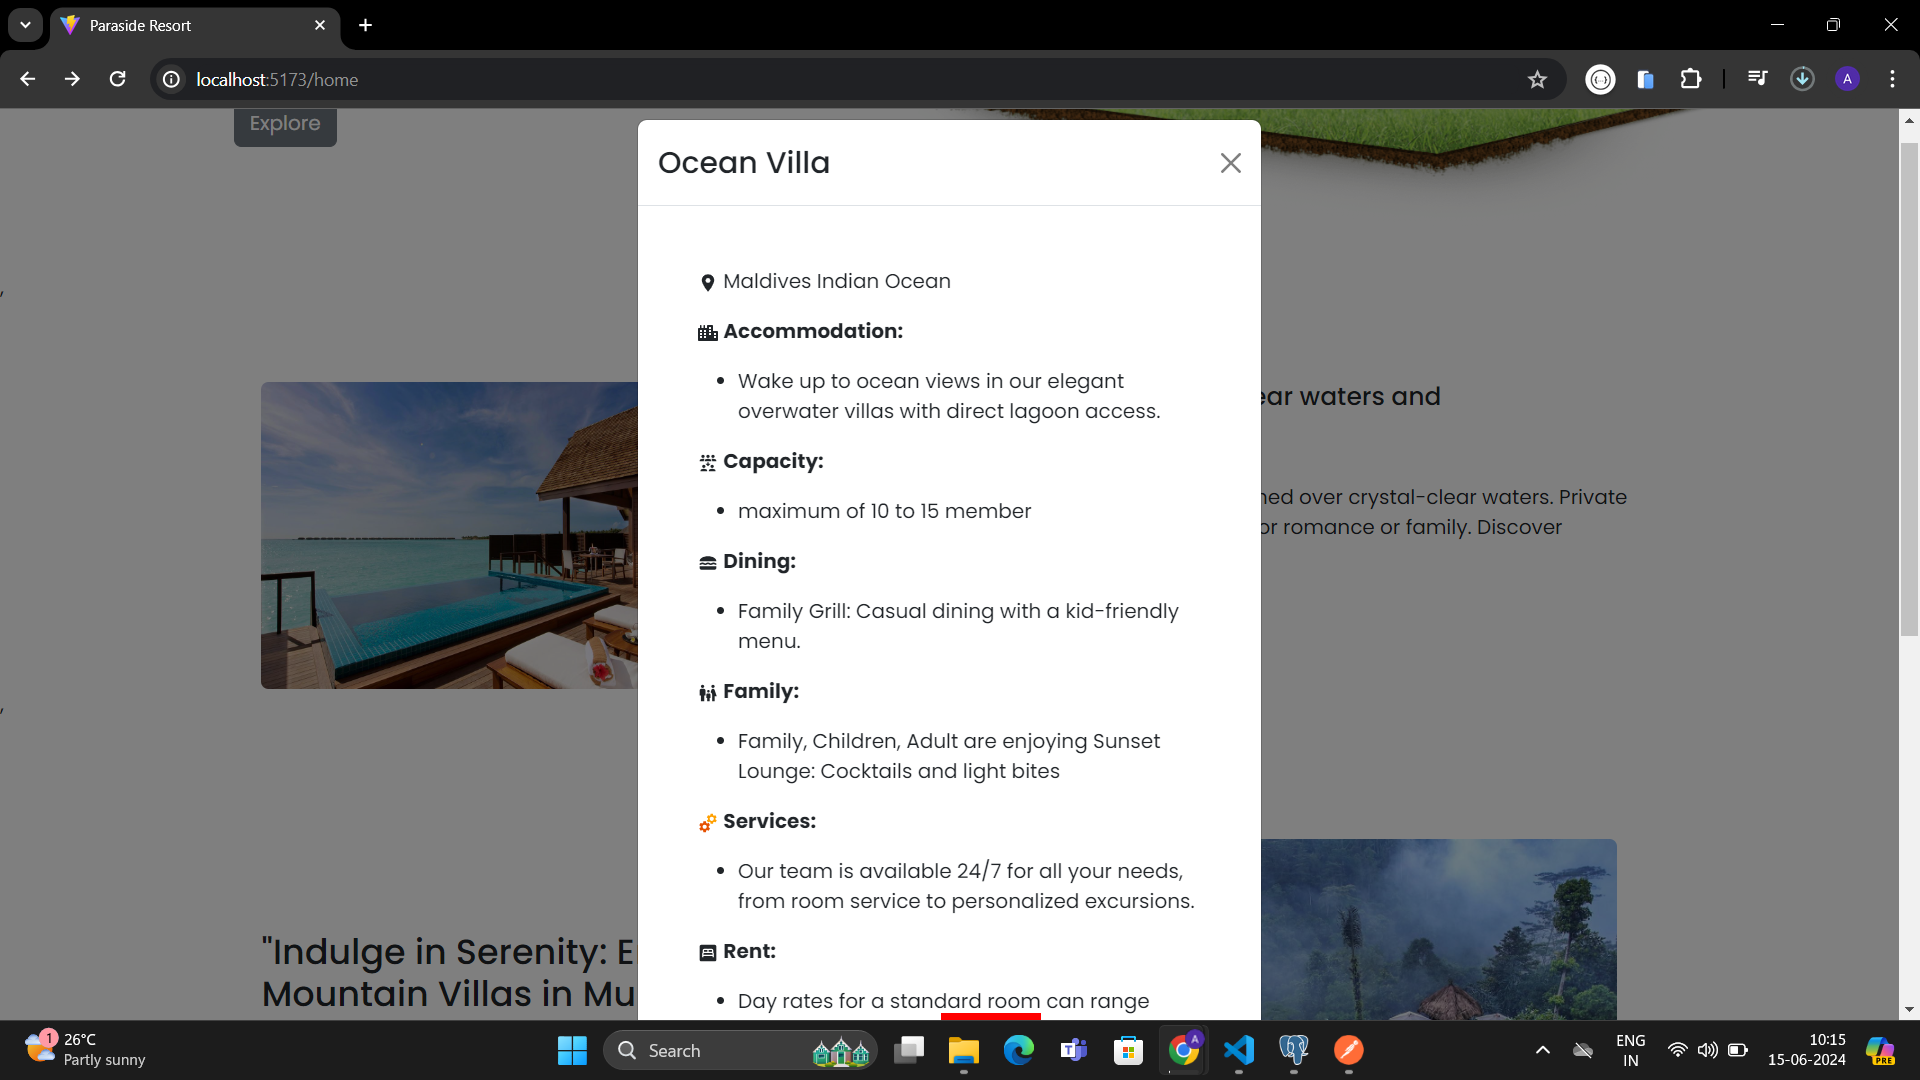 Paraside Resort
localhost:5173/home
A
Explore
Ocean Villa
Maldives Indian Ocean
Accommodation:
Wake up to ocean views in our elegant
overwater villas with direct lagoon access.
Capacity:
maximum of 10 to 15 member
Dining:
Family Grill: Casual dining with a kid-friendly
menu.
Family:
Family, Children, Adult are enjoying Sunset
Lounge: Cocktails and light bites
Services:
Our team is available 24/7 for all your needs,
from room service to personalized excursions.
Rent:
Day rates for a standard room can range
waters and
over crystal-clear waters. Private
or romance or family. Discover
"Indulge in Serenity:
Mountain Villas in
1
26°C
Partly sunny
Search
A
ENG
IN
10:15
15-06-2024
PRE